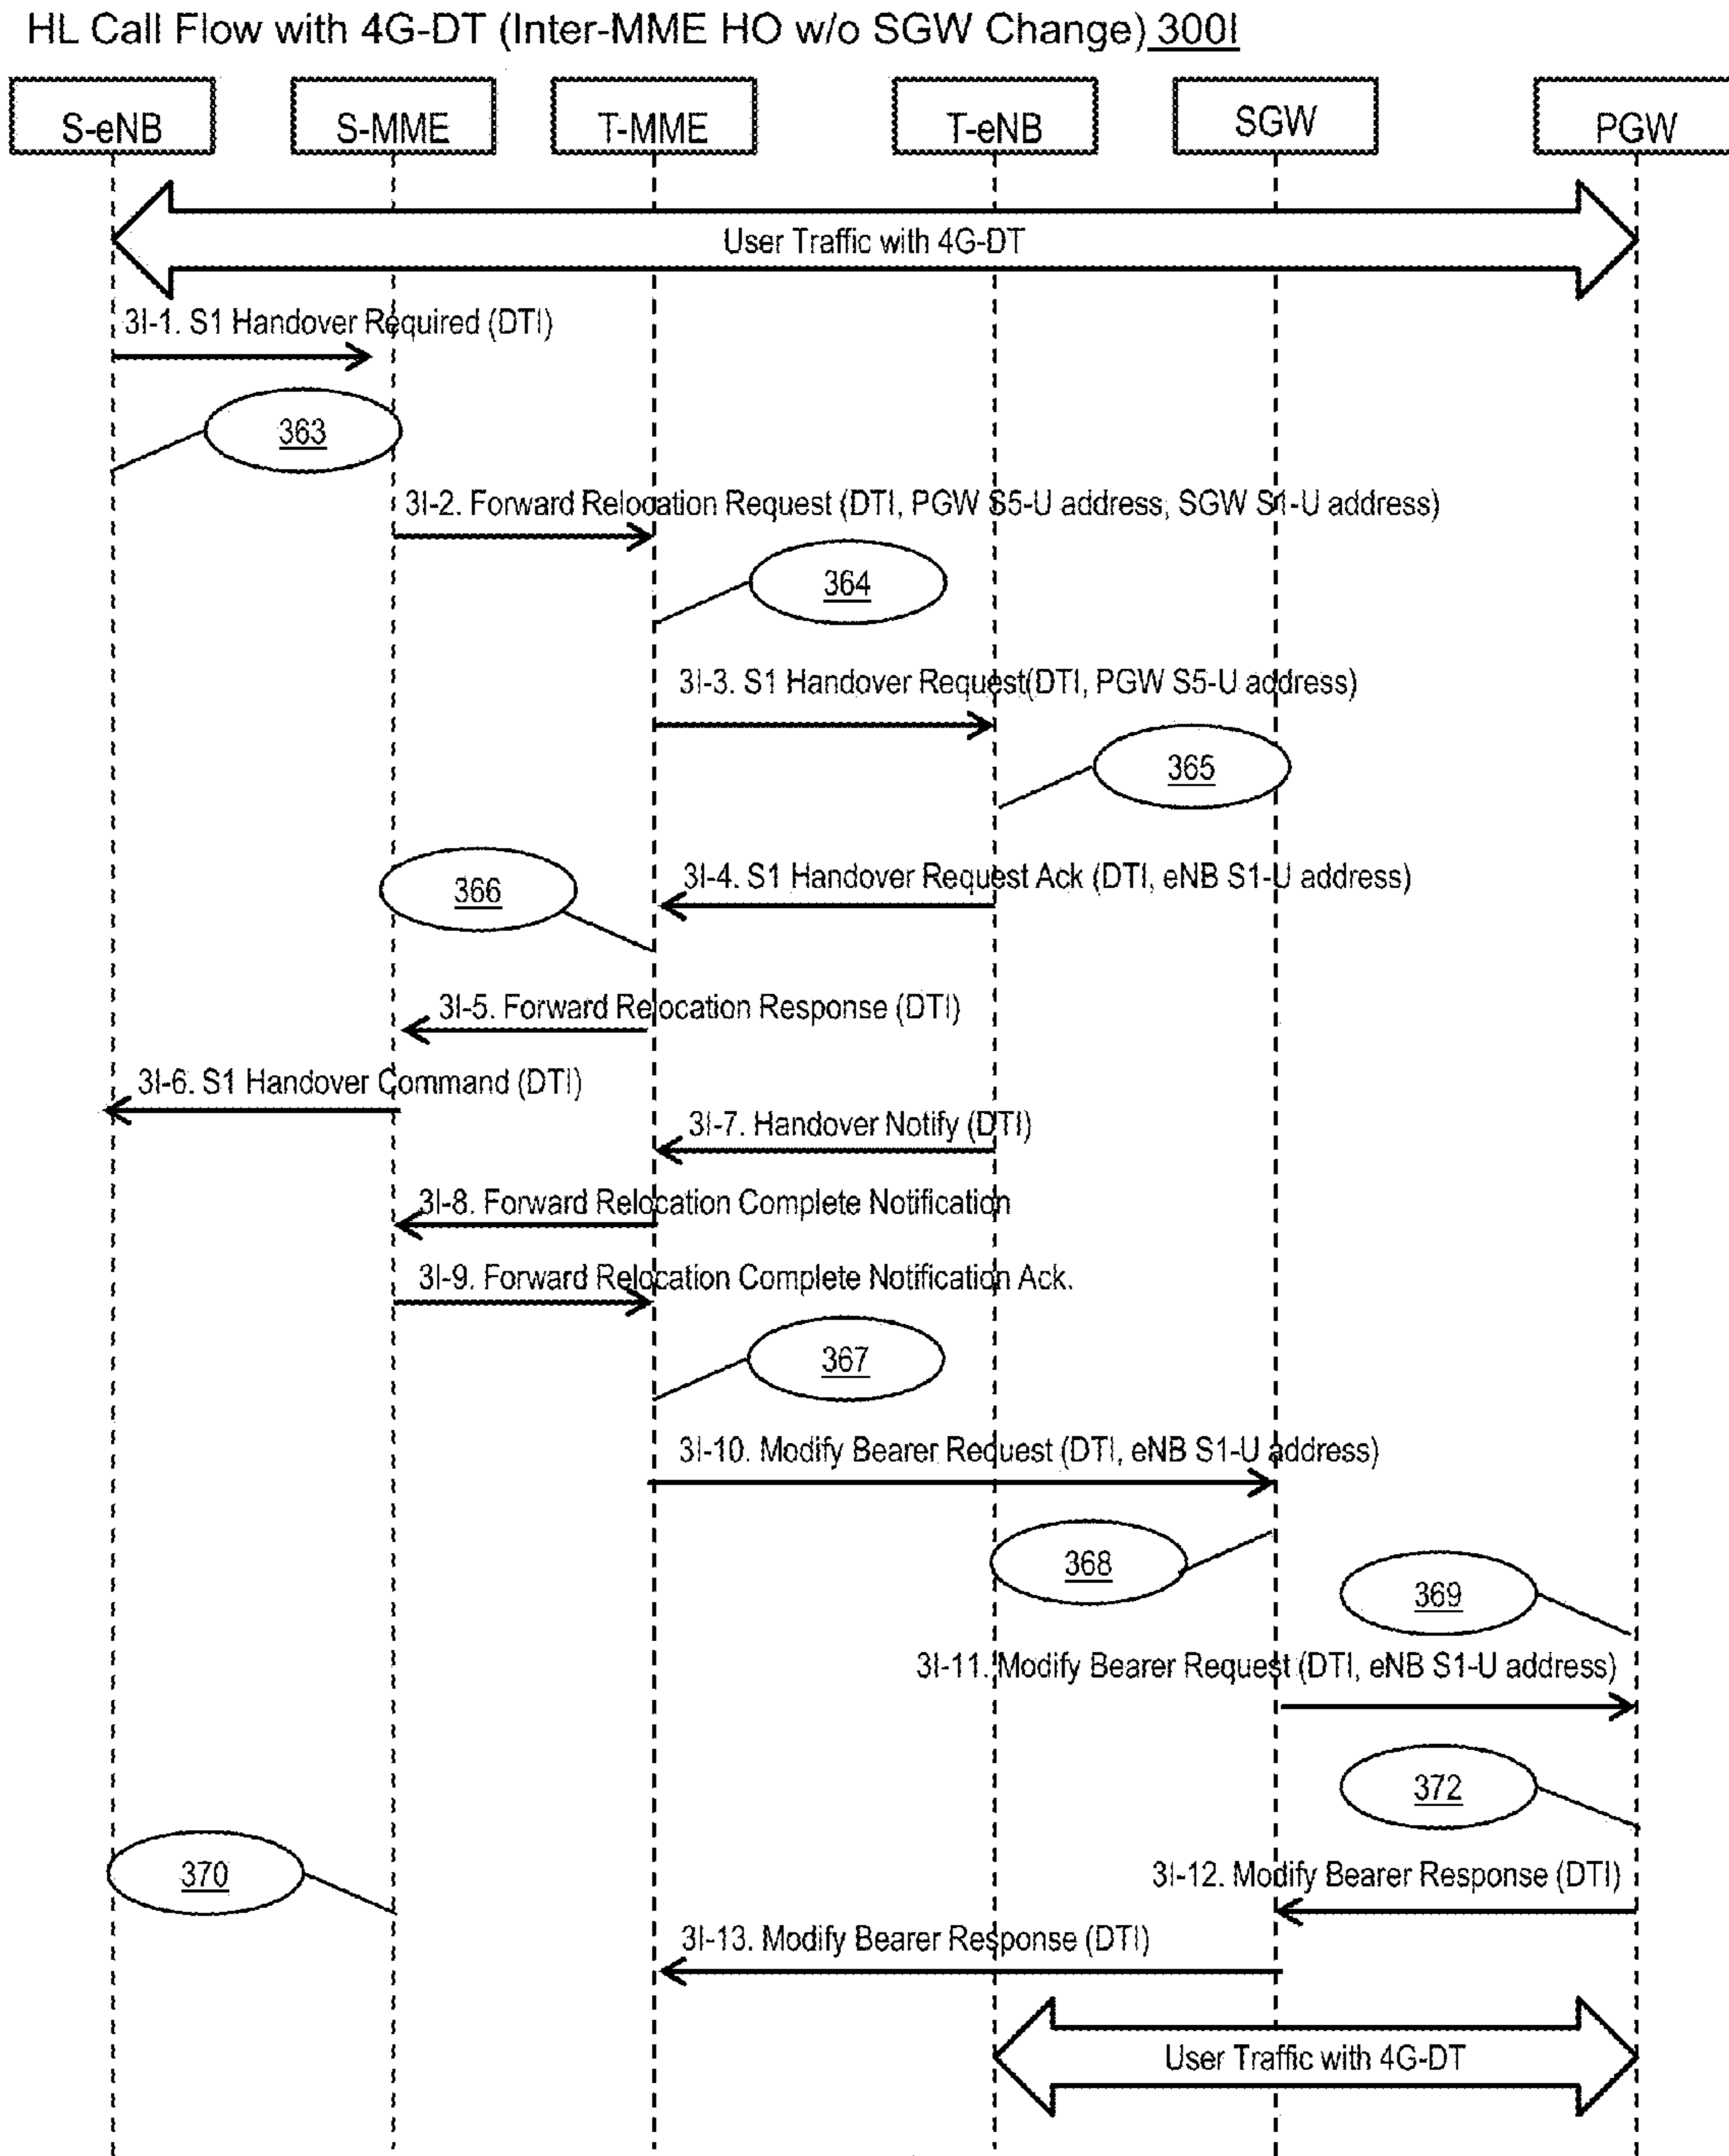 HL Call Flow with 4G-DT (Inter-MME HO w/o SGW Change) 300I
S-eNB S-MME T-MME T-eNB SGW PGW
User Traffic with 4G-DT
3I-1. S1 Handover Required (DTI)
363
3I-2. Forward Relocation Request (DTI, PGW S5-U address, SGW S1-U address)
364
3I-3. S1 Handover Request(DTI, PGW S5-U address)
365
3I-4. S1 Handover Request Ack (DTI, eNB S1-U address)
366
3I-5. Forward Relocation Response (DTI)
3I-6. S1 Handover Command (DTI)
3I-7. Handover Notify (DTI)
3I-8. Forward Relocation Complete Notification
3I-9. Forward Relocation Complete Notification Ack.
367
3I-10. Modify Bearer Request (DTI, eNB S1-U address)
368
369
3I-11. Modify Bearer Request (DTI, eNB S1-U address)
372
370
3I-12. Modify Bearer Response (DTI)
3I-13. Modify Bearer Response (DTI)
User Traffic with 4G-DT